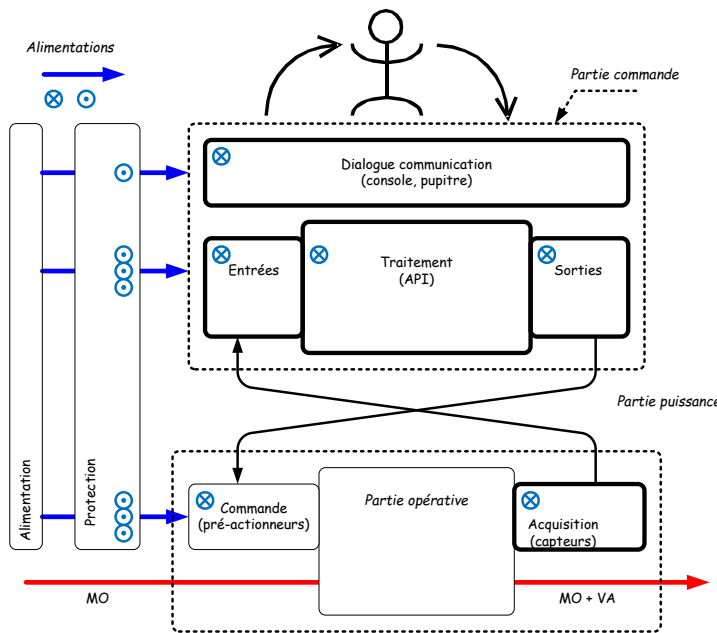 Alimentations
Partie commande
Dialogue communication
(console, pupitre)
Entrées
Traitement
(API)
Sorties
Partie puissance
Alimentation
Protection
Commande
(pré-actionneurs)
Partie opérative
Acquisition
(capteurs)
MO
MO + VA